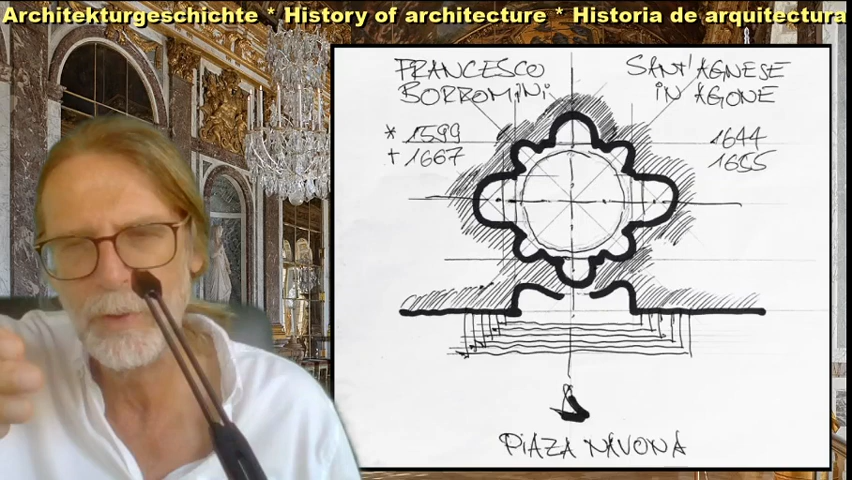 Architekturgeschichte * History of architecture * Historia de arquitectura
FRANCESCO
BORROMINI
* 1599
+ 1667
SANT'AGNESE
IN AGONE
1644
1655
PIAZA NAVONA